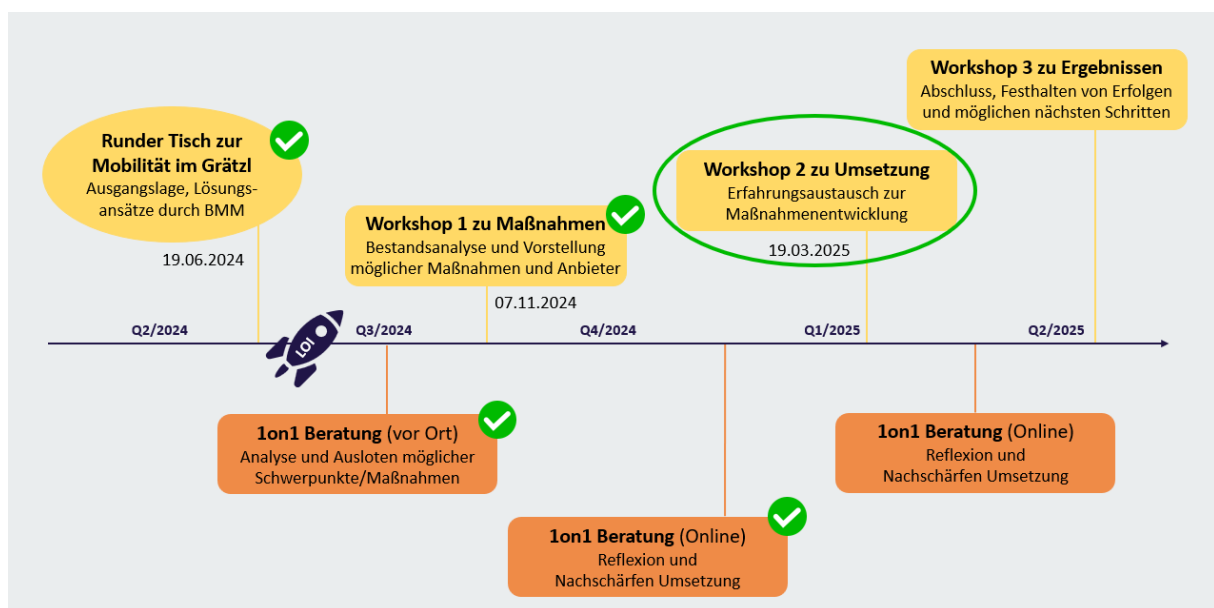 Runder Tisch zur
Mobilität im Grätzl
Ausgangslage, Lösungs-
ansätze durch BMM
19.06.2024
Workshop 1 zu Maßnahmen
Bestandsanalyse und Vorstellung
möglicher Maßnahmen und Anbieter
07.11.2024
Workshop 2 zu Umsetzung
Erfahrungsaustausch zur
Maßnahmenentwicklung
19.03.2025
Workshop 3 zu Ergebnissen
Abschluss, Festhalten von Erfolgen
und möglichen nächsten Schritten
Q2/2024
LOI
Q3/2024
Q4/2024
Q1/2025
Q2/2025
1on1 Beratung (vor Ort)
Analyse und Ausloten möglicher
Schwerpunkte/Maßnahmen
1on1 Beratung (Online)
Reflexion und
Nachschärfen Umsetzung
1on1 Beratung (Online)
Reflexion und
Nachschärfen Umsetzung